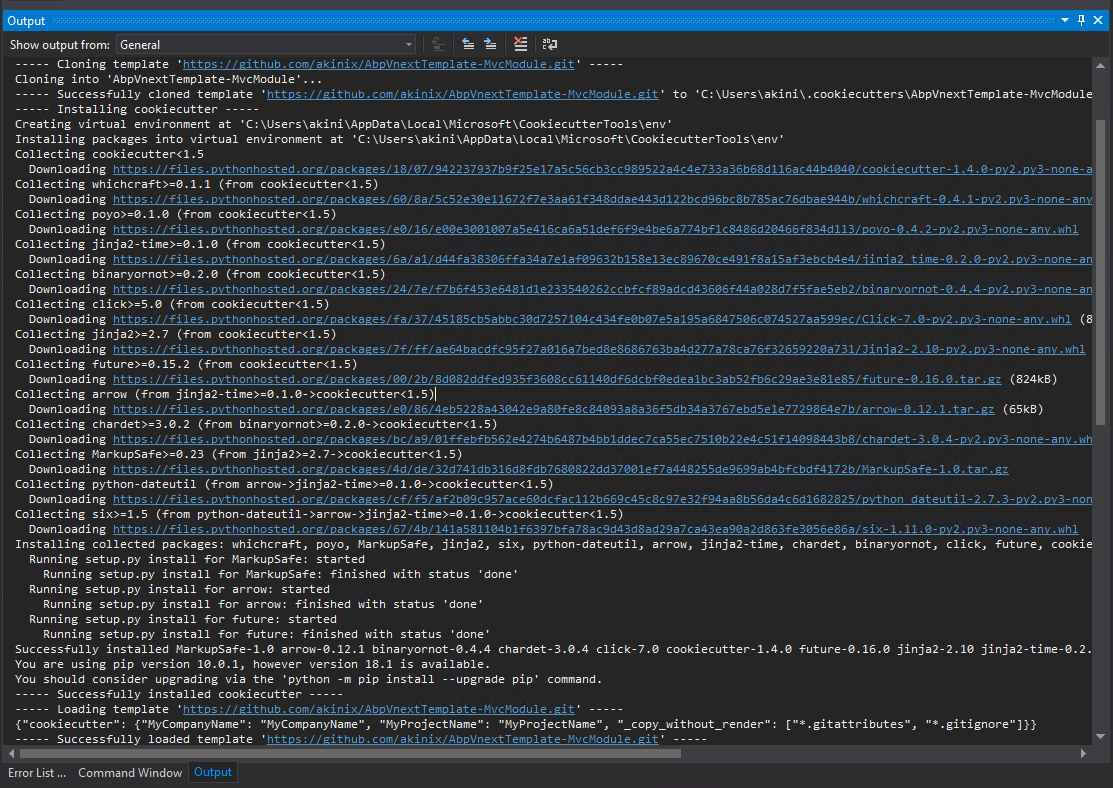 Output
Show output from: General
----- Cloning template 'https://github.com/akinix/AbpVnextTemplate-MvcModule.git' -----
Cloning into 'AbpVnextTemplate-MvcModule'...
----- Successfully cloned template 'https://github.com/akinix/AbpVnextTemplate-MvcModule.git' to 'C:\Users\akini\.cookiecutters\AbpVnextTemplate-MvcModule
----- Installing cookiecutter -----
Creating virtual environment at 'C:\Users\akini\AppData\Local\Microsoft\CookiecutterTools\env'
Installing packages into virtual environment at 'C:\Users\akini\AppData\Local\Microsoft\CookiecutterTools\env'
Collecting cookiecutter<1.5
Downloading https://files.pythonhosted.org/packages/18/07/942237937b9f25e17a5c56cb3cc989522a4c4e733a36b68d116ac44b4040/cookiecutter-1.4.0-py2.py3-none-a
Collecting whichcraft>=0.1.1 (from cookiecutter<1.5)
Downloading https://files.pythonhosted.org/packages/60/8a/5c52e30e11672f7e3aa61f348ddae443d122bcd96bc8b785ac76dbae944b/whichcraft-0.4.1-py2.py3-none-any
Collecting poyo>=0.1.0 (from cookiecutter<1.5)
Downloading https://files.pythonhosted.org/packages/e0/16/e00e3001007a5e416ca6a51def6f9e4be6a774bf1c8486d20466f834d113/poyo-0.4.2-py2.py3-none-any.whl
Collecting jinja2-time>=0.1.0 (from cookiecutter<1.5)
Downloading https://files.pythonhosted.org/packages/6a/a1/d44fa38306ffa34a7e1af09632b158e13ec89670ce491f8a15af3ebcb4e4/jinja2_time-0.2.0-py2.py3-none-an
Collecting binaryornot>=0.2.0 (from cookiecutter<1.5)
Downloading https://files.pythonhosted.org/packages/24/7e/f7b6f453e6481d1e233540262ccbfcf89adcd43606f44a028d7f5fae5eb2/binaryornot-0.4.4-py2.py3-none-an
Collecting click>=5.0 (from cookiecutter<1.5)
Downloading https://files.pythonhosted.org/packages/fa/37/45185cb5abbc30d7257104c434fe0b07e5a195a6847506c074527aa599ec/Click-7.0-py2.py3-none-any.whl (8
Collecting jinja2>=2.7 (from cookiecutter<1.5)
Downloading https://files.pythonhosted.org/packages/7f/ff/ae64bacdfc95f27a016a7bed8e8686763ba4d277a78ca76f32659220a731/Jinja2-2.10-py2.py3-none-any.whl
Collecting future>=0.15.2 (from cookiecutter<1.5)
Downloading https://files.pythonhosted.org/packages/00/2b/8d082ddfed935f3608cc61140df6dcbf0edea1bc3ab52fb6c29ae3e81e85/future-0.16.0.tar.gz (824kB)
Collecting arrow (from jinja2-time>=0.1.0->cookiecutter<1.5)
Downloading https://files.pythonhosted.org/packages/e0/86/4eb5228a43042e9a80fe8c84093a8a36f5db34a3767ebd5e1e7729864e7b/arrow-0.12.1.tar.gz (65kB)
Collecting chardet>=3.0.2 (from binaryornot>=0.2.0->cookiecutter<1.5)
Downloading https://files.pythonhosted.org/packages/bc/a9/01ffebfb562e4274b6487b4bb1ddec7ca55ec7510b22e4c51f14098443b8/chardet-3.0.4-py2.py3-none-any.wh
Collecting MarkupSafe>=0.23 (from jinja2>=2.7->cookiecutter<1.5)
Downloading https://files.pythonhosted.org/packages/4d/de/32d741db316d8fdb7680822dd37001ef7a448255de9699ab4bfcbdf4172b/MarkupSafe-1.0.tar.gz
Collecting python-dateutil (from arrow->jinja2-time>=0.1.0->cookiecutter<1.5)
Downloading https://files.pythonhosted.org/packages/cf/f5/af2b09c957ace60dcfac112b669c45c8c97e32f94aa8b56da4c6d1682825/python_dateutil-2.7.3-py2.py3-non
Collecting six>=1.5 (from python-dateutil->arrow->jinja2-time>=0.1.0->cookiecutter<1.5)
Downloading https://files.pythonhosted.org/packages/67/4b/141a581104b1f6397bfa78ac9d43d8ad29a7ca43ea90a2d863fe3056e86a/six-1.11.0-py2.py3-none-any.whl
Installing collected packages: whichcraft, poyo, MarkupSafe, jinja2, six, python-dateutil, arrow, jinja2-time, chardet, binaryornot, click, future, cookie
Running setup.py install for MarkupSafe: started
Running setup.py install for MarkupSafe: finished with status 'done'
Running setup.py install for arrow: started
Running setup.py install for arrow: finished with status 'done'
Running setup.py install for future: started
Running setup.py install for future: finished with status 'done'
Successfully installed MarkupSafe-1.0 arrow-0.12.1 binaryornot-0.4.4 chardet-3.0.4 click-7.0 cookiecutter-1.4.0 future-0.16.0 jinja2-2.10 jinja2-time-0.2.
You are using pip version 10.0.1, however version 18.1 is available.
You should consider upgrading via the 'python -m pip install --upgrade pip' command.
----- Successfully installed cookiecutter -----
----- Loading template 'https://github.com/akinix/AbpVnextTemplate-MvcModule.git' -----
{"cookiecutter": {"MyCompanyName": "MyCompanyName", "MyProjectName": "MyProjectName", "_copy_without_render": ["*.gitattributes", "*.gitignore"]}}
----- Successfully loaded template 'https://github.com/akinix/AbpVnextTemplate-MvcModule.git' -----
Error List ... Command Window Output